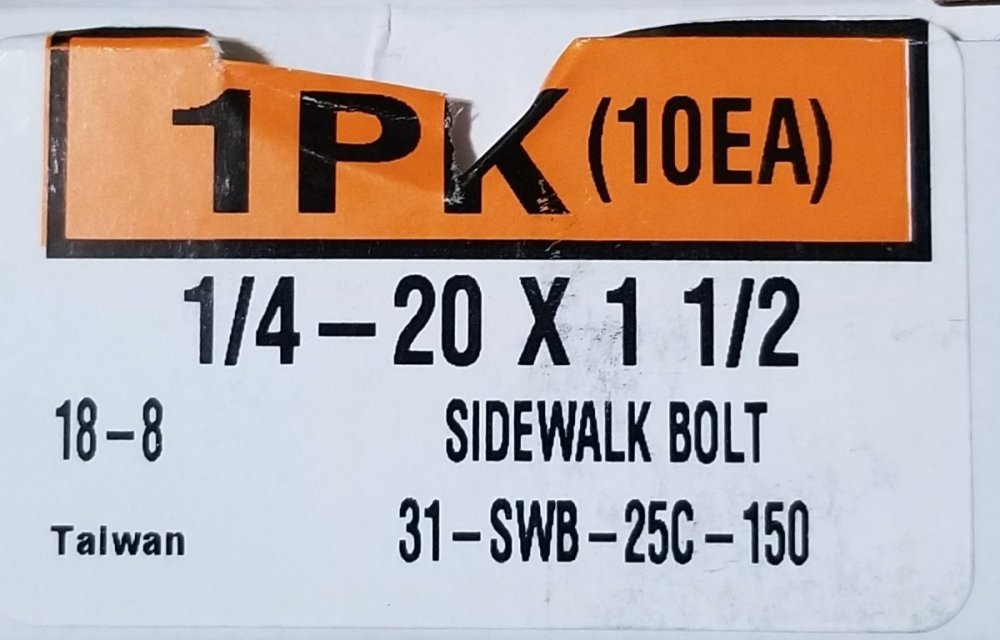 1PK (10EA)
1/4-20 X 1 1/2
18-8 SIDEWALK BOLT
Taiwan 31-SWB-25C-150